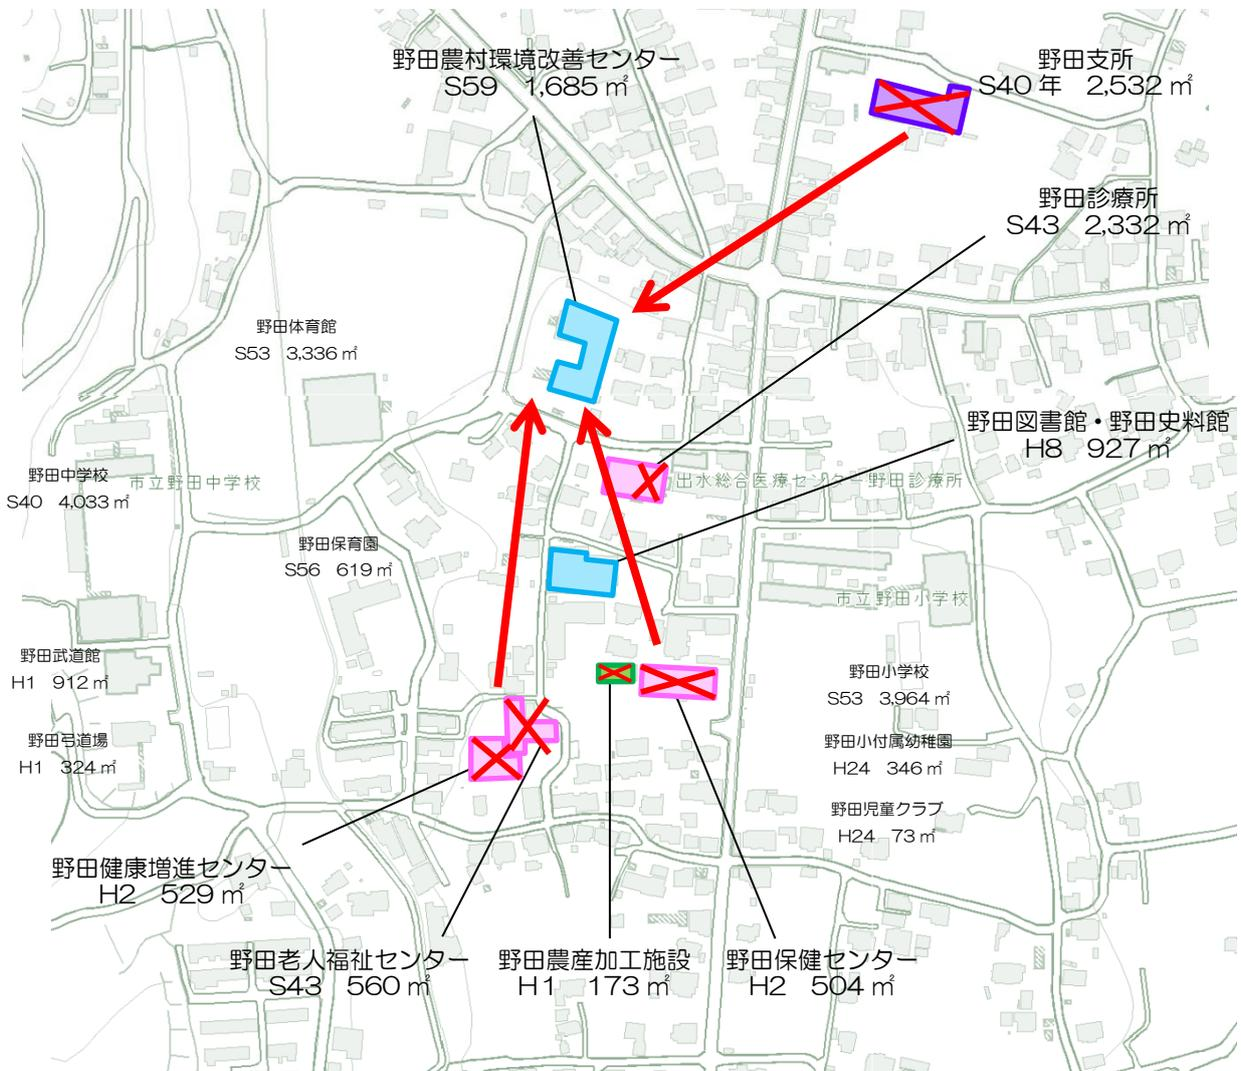 野田農村環境改善センター
S59　1,685㎡
野田支所
S40年　2,532㎡
野田診療所
S43　2,332㎡
野田体育館
S53　3,336㎡
野田図書館・野田史料館
H8　927㎡
野田中学校
S40　4,033㎡
市立野田中学校
出水総合医療センター野田診療所
野田保育園
S56　619㎡
市立野田小学校
野田武道館
H1　912㎡
野田弓道場
H1　324㎡
野田小学校
S53　3,964㎡
野田小付属幼稚園
H24　346㎡
野田児童クラブ
H24　73㎡
野田健康増進センター
H2　529㎡
野田老人福祉センター
S43　560㎡
野田農産加工施設
H1　173㎡
野田保健センター
H2　504㎡